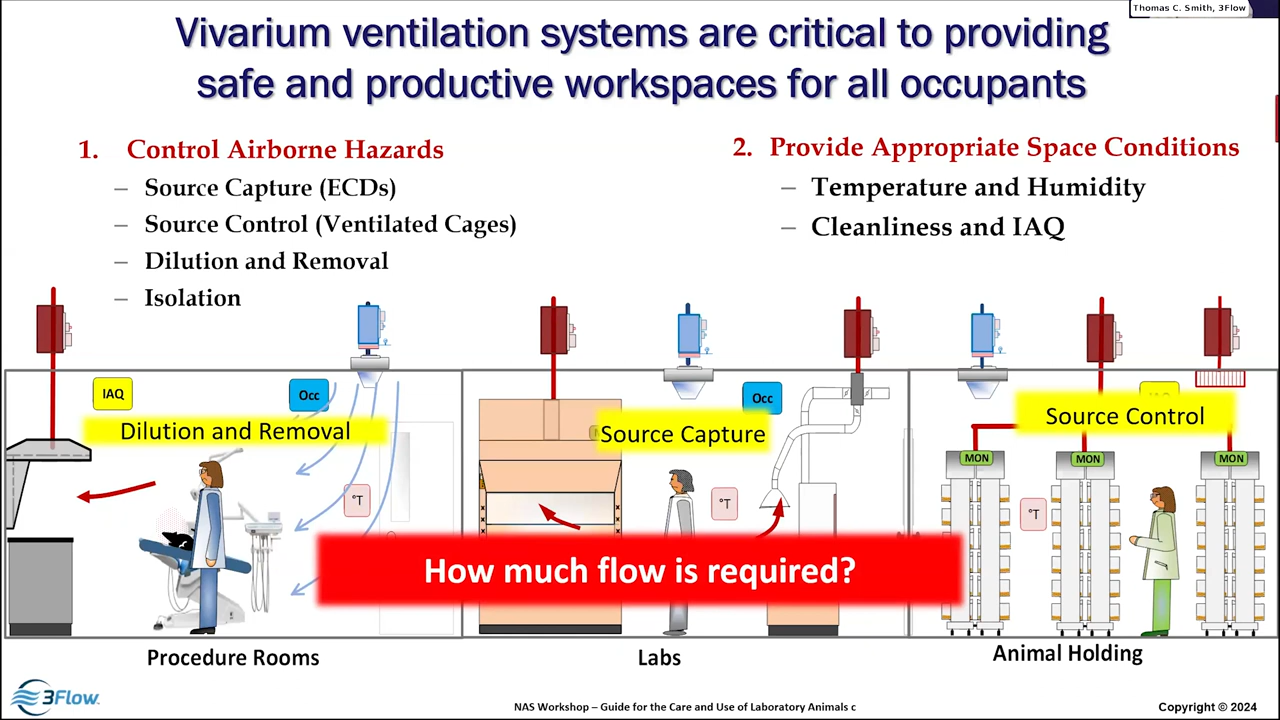 Thomas C. Smith, 3Flow
Vivarium ventilation systems are critical to providing
safe and productive workspaces for all occupants
1. Control Airborne Hazards
– Source Capture (ECDs)
– Source Control (Ventilated Cages)
– Dilution and Removal
– Isolation
2. Provide Appropriate Space Conditions
– Temperature and Humidity
– Cleanliness and IAQ
IAQ
Occ
Dilution and Removal
°T
Occ
Source Capture
°T
Source Control
MON
MON
MON
°T
How much flow is required?
Procedure Rooms
Labs
Animal Holding
3Flow
NAS Workshop – Guide for the Care and Use of Laboratory Animals c
Copyright © 2024